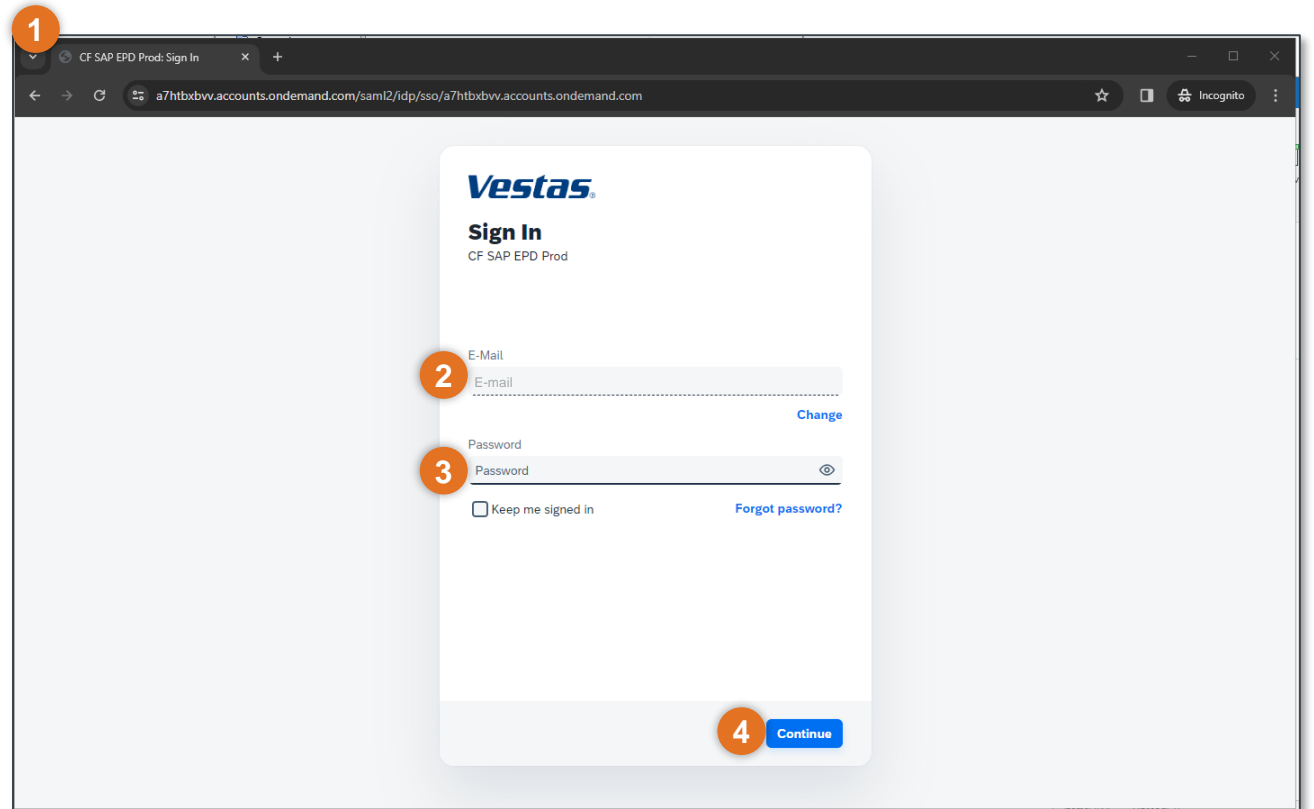 1
CF SAP EPD Prod: Sign In
a7htbxbvv.accounts.ondemand.com/saml2/idp/sso/a7htbxbvv.accounts.ondemand.com
Incognito
Vestas®
Sign In
CF SAP EPD Prod
E-Mail
2
E-mail
Change
Password
3
Password
Keep me signed in
Forgot password?
4
Continue